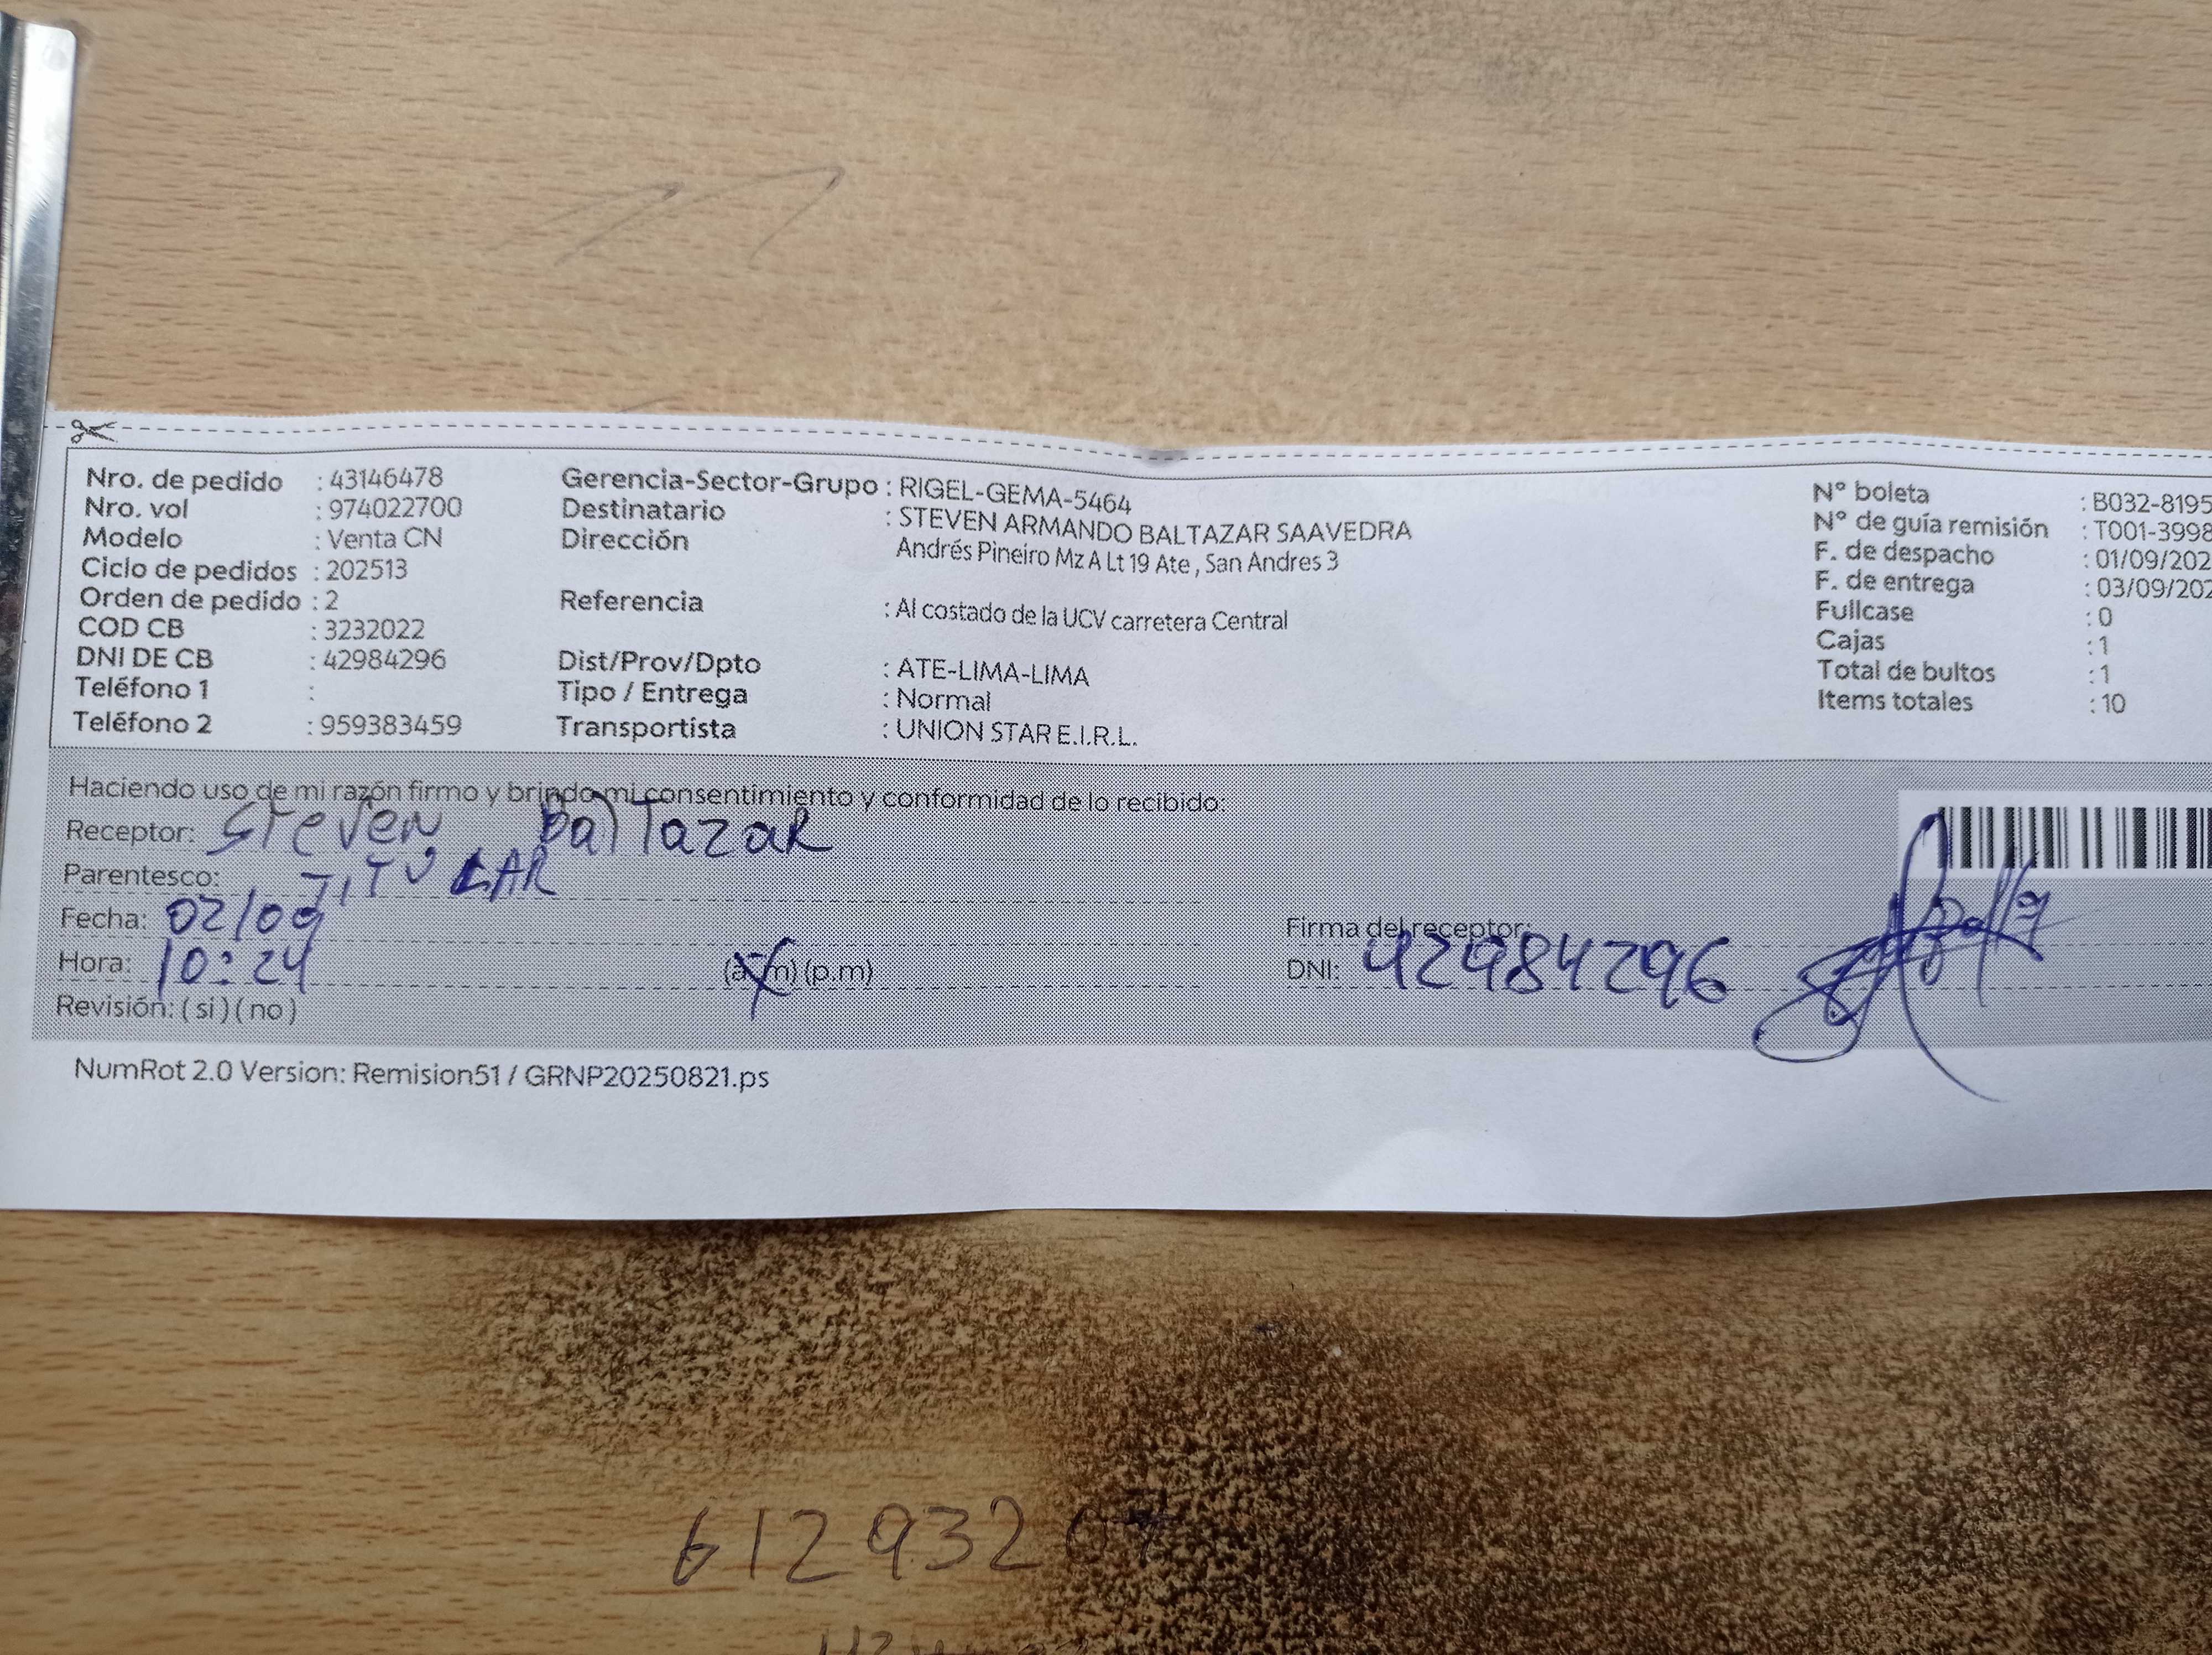 Nro. de pedido : 43146478
Nro. vol : 974022700
Modelo : Venta CN
Ciclo de pedidos : 202513
Orden de pedido : 2
COD CB : 3232022
DNI DE CB : 42984296
Teléfono 1 :
Teléfono 2 : 959383459
Gerencia-Sector-Grupo : RIGEL-GEMA-5464
Destinatario : STEVEN ARMANDO BALTAZAR SAAVEDRA
Dirección Andrés Pineiro Mz A Lt 19 Ate , San Andres 3
Referencia : Al costado de la UCV carretera Central
Dist/Prov/Dpto : ATE-LIMA-LIMA
Tipo / Entrega : Normal
Transportista : UNION STAR E.I.R.L.
N° boleta : B032-8195
N° de guía remisión : T001-3998
F. de despacho : 01/09/202
F. de entrega : 03/09/202
Fullcase : 0
Cajas : 1
Total de bultos : 1
Items totales : 10
Haciendo uso de mi razón firmo y brindo mi consentimiento y conformidad de lo recibido:
Receptor: Steven BalTazaR
Parentesco: TITULAR
Fecha: 02/09
Hora: 10:24 (a.m) (p.m)
Revisión: ( si ) ( no )
Firma del receptor:
DNI: 42984296
NumRot 2.0 Version: Remision51 / GRNP20250821.ps
612932